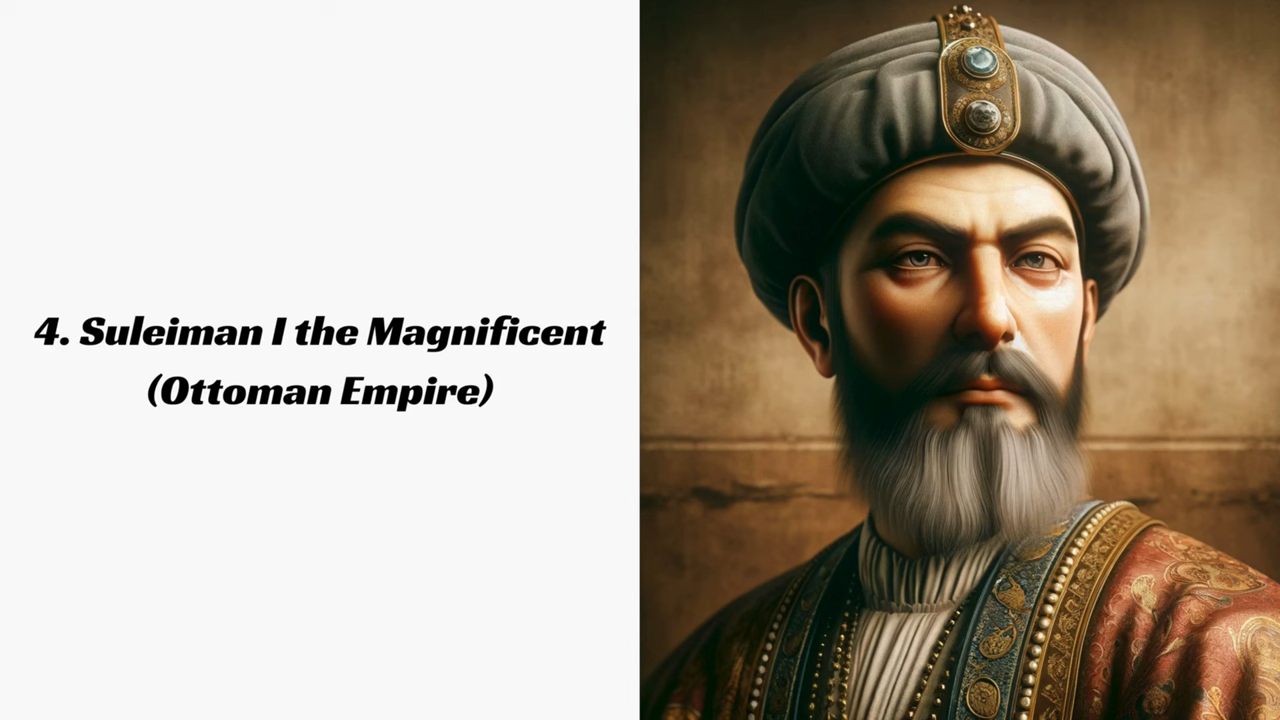 4. Suleiman I the Magnificent
(Ottoman Empire)